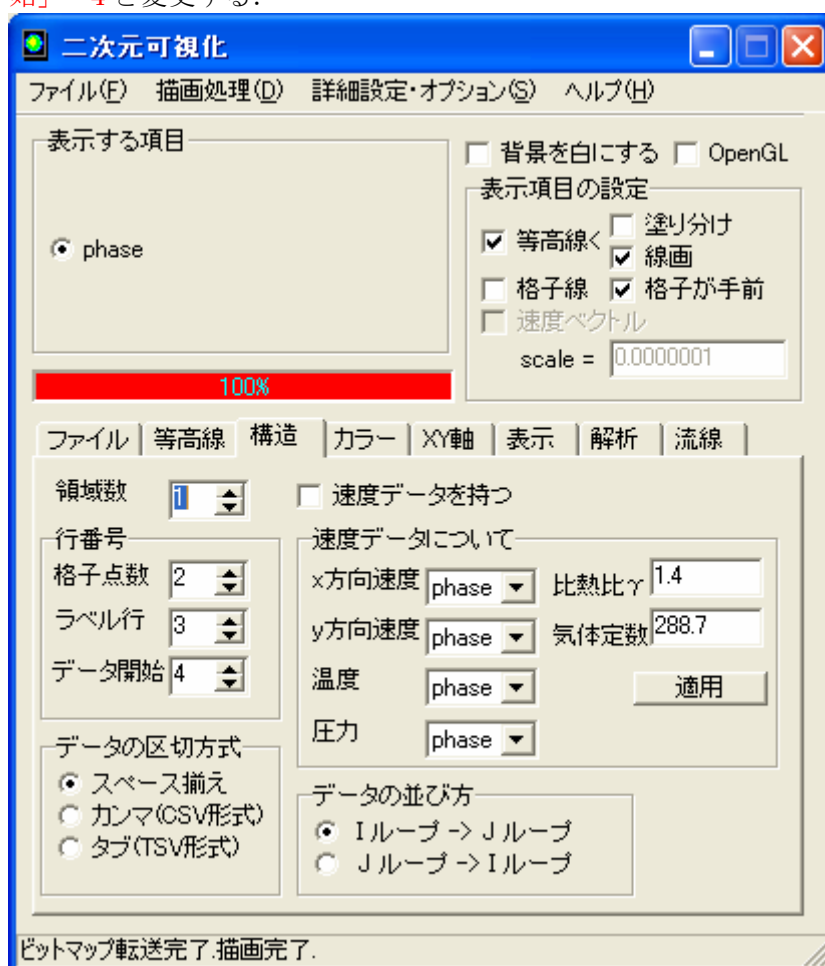 始」 4と変更する.
二次元可視化
ファイル(F) 描画処理(D) 詳細設定・オプション(S) ヘルプ(H)
表示する項目
phase
100%
背景を白にする OpenGL
表示項目の設定
等高線く 塗り分け
線画
格子線 格子が手前
速度ベクトル
scale = 0.0000001
ファイル 等高線 構造 カラー XY軸 表示 解析 流線
領域数 1
速度データを持つ
行番号
格子点数 2
ラベル行 3
データ開始 4
速度データについて
x方向速度 phase 比熱比γ 1.4
y方向速度 phase 気体定数 288.7
温度 phase 適用
圧力 phase
データの区切方式
スペース揃え
カンマ(CSV形式)
タブ(TSV形式)
データの並び方
Iループ -> Jループ
Jループ -> Iループ
ビットマップ転送完了.描画完了.